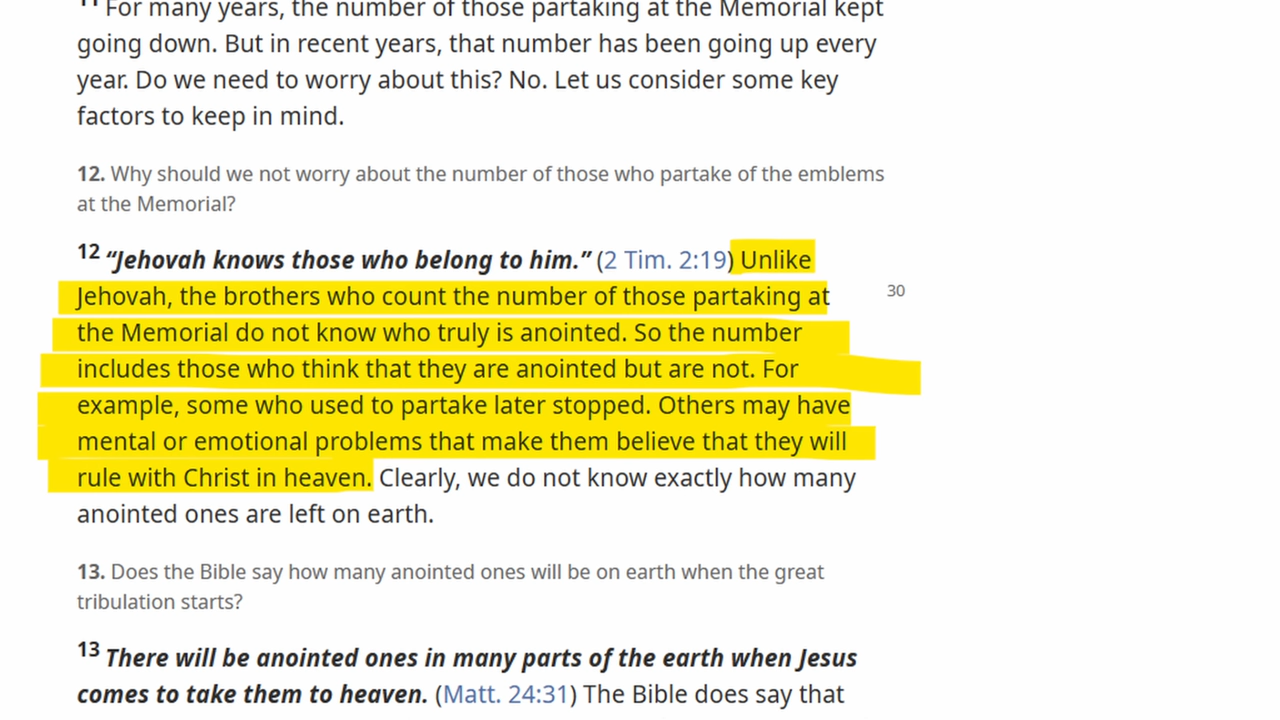 11 For many years, the number of those partaking at the Memorial kept
going down. But in recent years, that number has been going up every
year. Do we need to worry about this? No. Let us consider some key
factors to keep in mind.
12. Why should we not worry about the number of those who partake of the emblems
at the Memorial?
12 “Jehovah knows those who belong to him.” (2 Tim. 2:19) Unlike
Jehovah, the brothers who count the number of those partaking at
the Memorial do not know who truly is anointed. So the number
includes those who think that they are anointed but are not. For
example, some who used to partake later stopped. Others may have
mental or emotional problems that make them believe that they will
rule with Christ in heaven. Clearly, we do not know exactly how many
anointed ones are left on earth.
30
13. Does the Bible say how many anointed ones will be on earth when the great
tribulation starts?
13 There will be anointed ones in many parts of the earth when Jesus
comes to take them to heaven. (Matt. 24:31) The Bible does say that